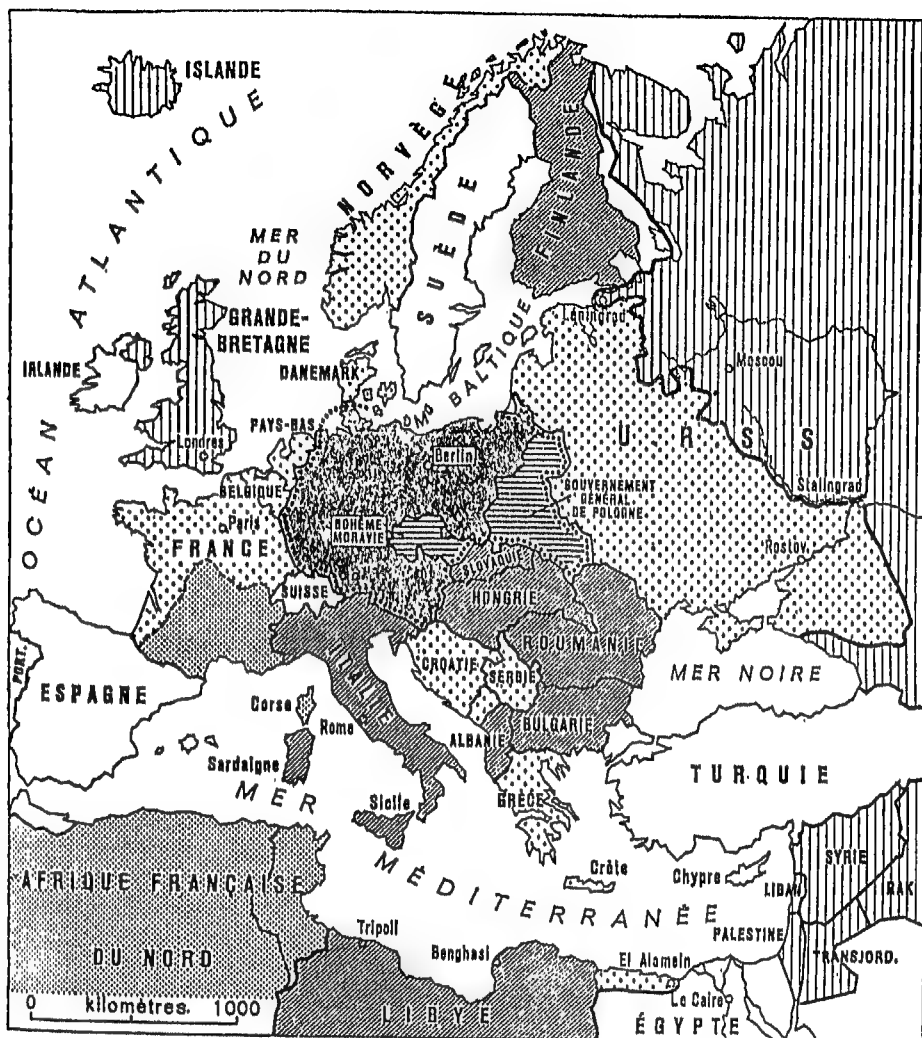 ISLANDE
OCÉAN ATLANTIQUE
NORVÈGE
SUÈDE
FINLANDE
MER
DU
NORD
GRANDE-
BRETAGNE
IRLANDE
Londres
DANEMARK
MER BALTIQUE
Léningrad
Moscou
U R S S
Stalingrad
Rostov
PAYS-BAS
BELGIQUE
Paris
FRANCE
Berlin
BOHÊME
MORAVIE
GOUVERNEMENT
GÉNÉRAL
DE POLOGNE
SLOVAQUIE
SUISSE
HONGRIE
ROUMANIE
ITALIE
CROATIE
SERBIE
MER NOIRE
PORT.
ESPAGNE
Corse
Rome
ALBANIE
BULGARIE
Sardaigne
TURQUIE
MER
MÉDITERRANÉE
Sicile
GRÈCE
Crète
Chypre
SYRIE
LIBAN
IRAK
AFRIQUE FRANÇAISE
DU NORD
Tripoli
Benghasi
PALESTINE
El Alamein
TRANSJORD.
Le Caire
LIBYE
ÉGYPTE
0 kilomètres. 1000